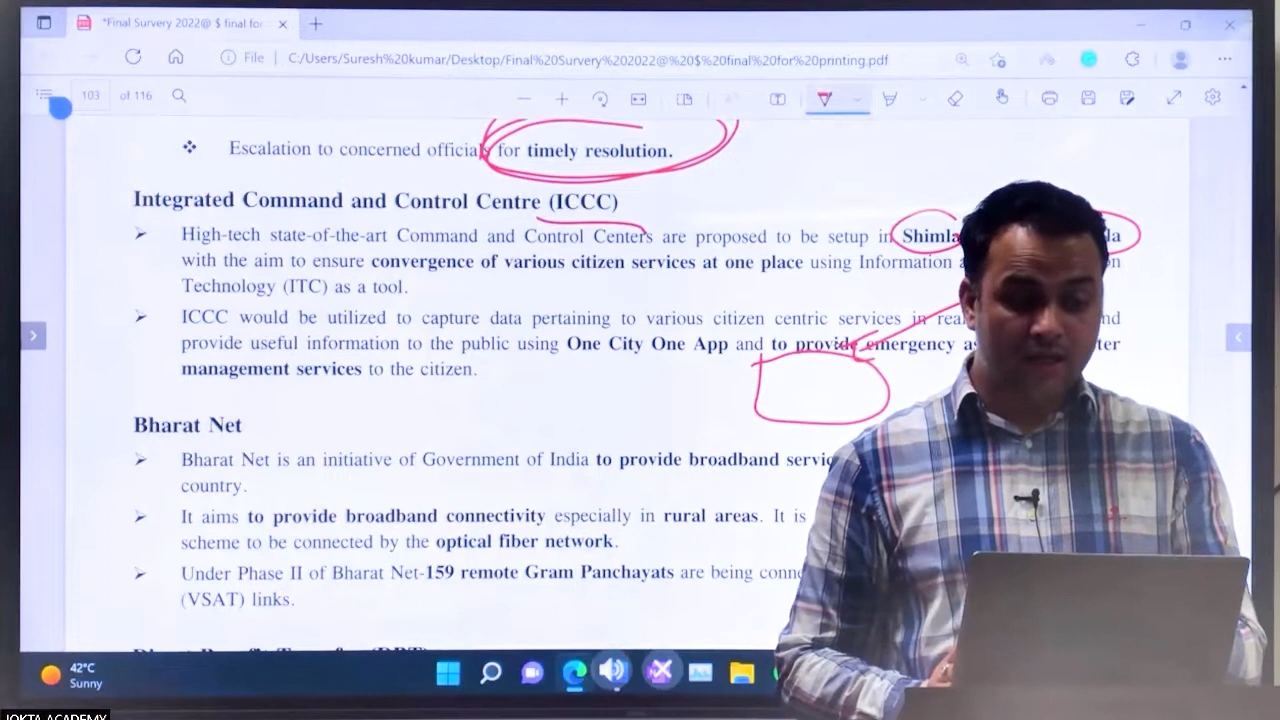 *Final Survery 2022@ $ final for
File C:/Users/Suresh%20kumar/Desktop/Final%20Survery%202022@%20$%20final%20for%20printing.pdf
103 of 116
Escalation to concerned officials for timely resolution.
Integrated Command and Control Centre (ICCC)
High-tech state-of-the-art Command and Control Centers are proposed to be setup in Shimla
with the aim to ensure convergence of various citizen services at one place using Information
Technology (ITC) as a tool.
ICCC would be utilized to capture data pertaining to various citizen centric services in
provide useful information to the public using One City One App and to provide emergency
management services to the citizen.
Bharat Net
Bharat Net is an initiative of Government of India to provide broadband
country.
It aims to provide broadband connectivity especially in rural areas. It is
scheme to be connected by the optical fiber network.
Under Phase II of Bharat Net-159 remote Gram Panchayats are being
(VSAT) links.
42°C
Sunny
JOKTA ACADEMY